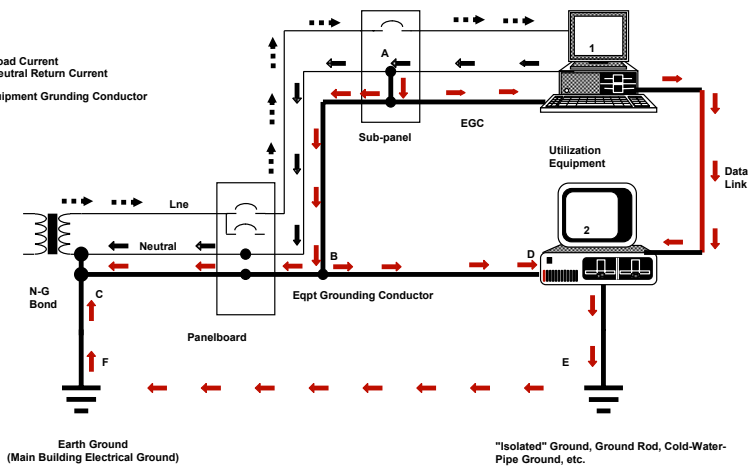 A
1
oad Current
eutral Return Current
uipment Grunding Conductor
EGC
Sub-panel
Utilization
Equipment
Data
Link
Lne
2
Neutral
B
D
N-G
Bond
C
Eqpt Grounding Conductor
Panelboard
F
E
Earth Ground
(Main Building Electrical Ground)
"Isolated" Ground, Ground Rod, Cold-Water-
Pipe Ground, etc.